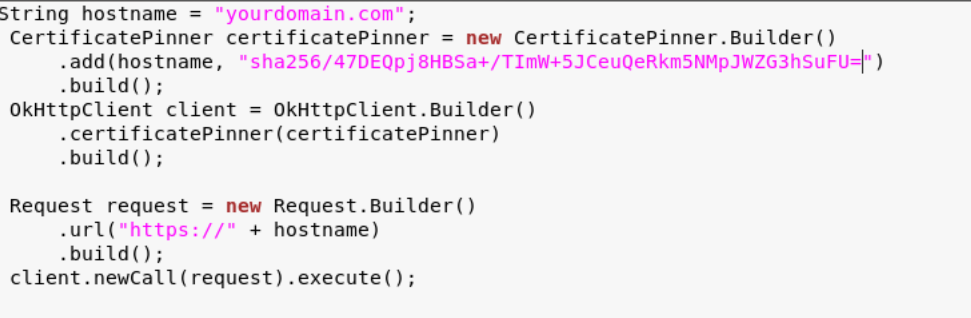 String hostname = "yourdomain.com";
CertificatePinner certificatePinner = new CertificatePinner.Builder()
.add(hostname, "sha256/47DEQpj8HBSa+/TImW+5JCeuQeRkm5NMpJWZG3hSuFU=")
.build();
OkHttpClient client = OkHttpClient.Builder()
.certificatePinner(certificatePinner)
.build();
Request request = new Request.Builder()
.url("https://" + hostname)
.build();
client.newCall(request).execute();